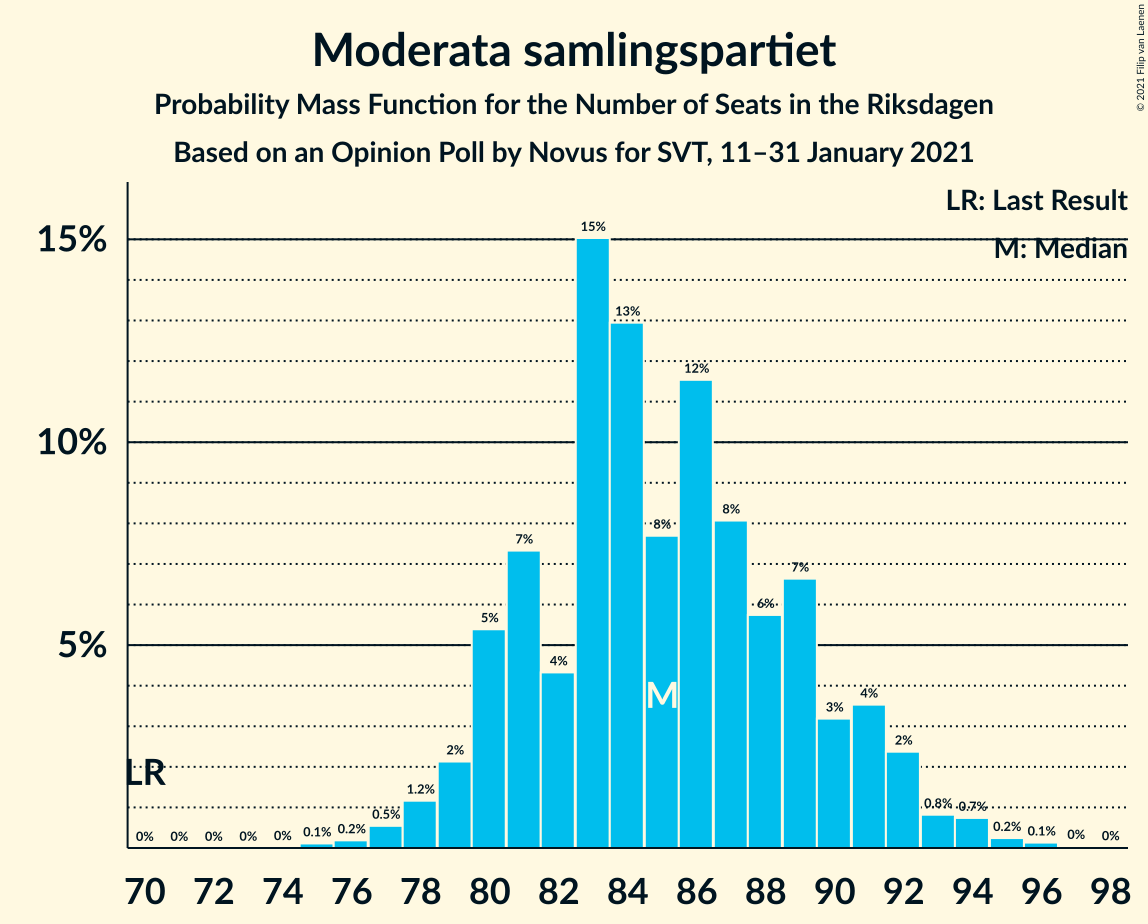 Moderata samlingspartiet
Probability Mass Function for the Number of Seats in the Riksdagen
Based on an Opinion Poll by Novus for SVT, 11–31 January 2021
© 2021 Filip van Laenen
LR: Last Result
M: Median
15%
10%
5%
0% 0% 0% 0% 0% 0.1% 0.2% 0.5% 1.2% 2% 5% 7% 4% 15% 13% 8% 12% 8% 6% 7% 3% 4% 2% 0.8% 0.7% 0.2% 0.1% 0% 0%
M
LR
70 72 74 76 78 80 82 84 86 88 90 92 94 96 98